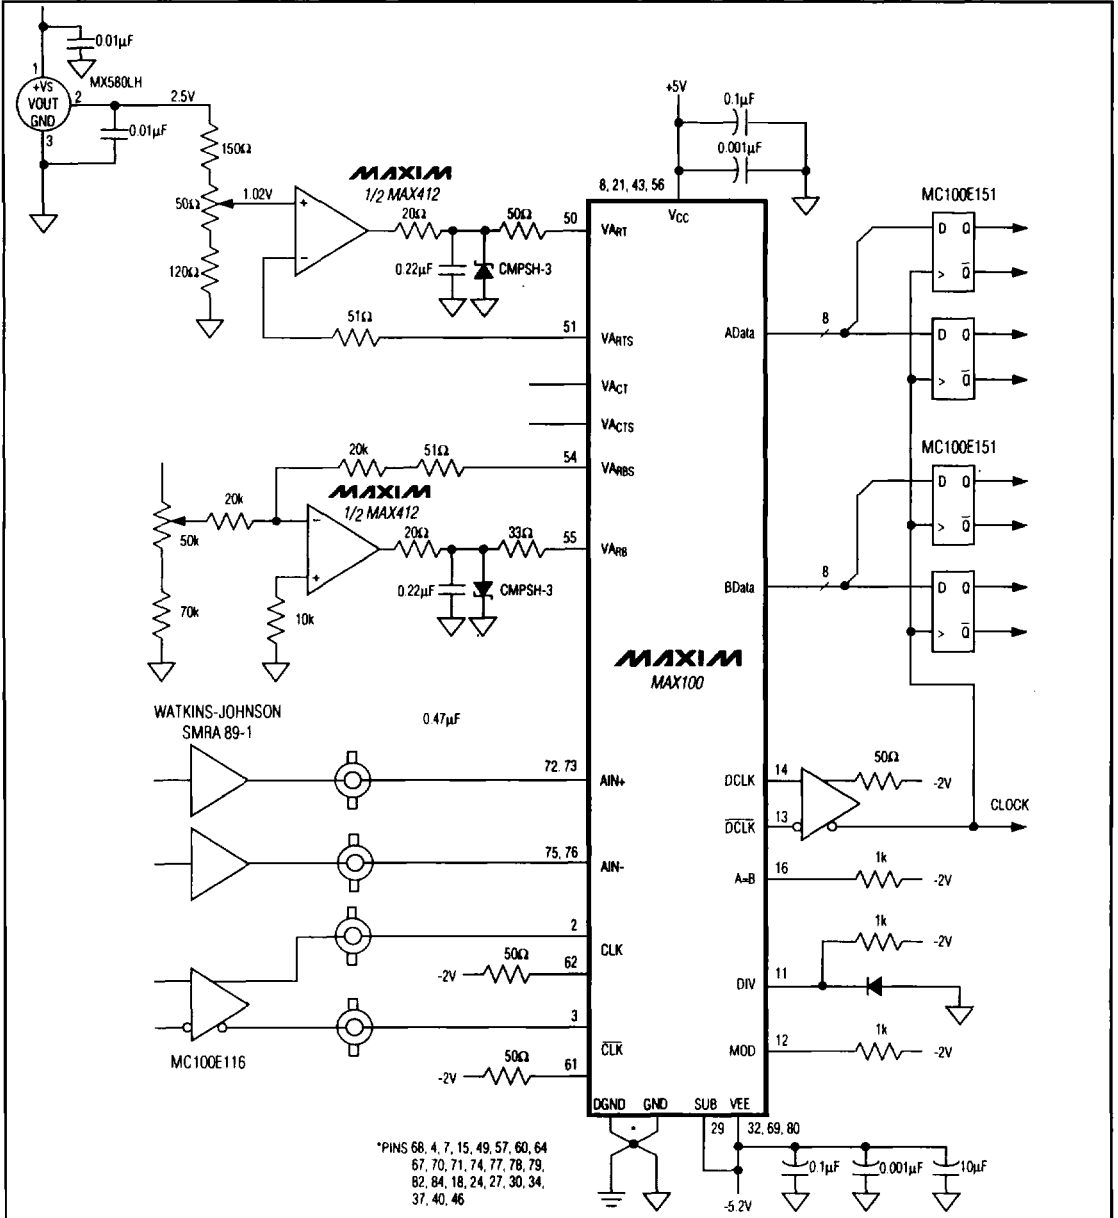 0.01µF
1
+VS
VOUT
GND
3
MX580LH
2
2.5V
0.01µF
150Ω
50Ω
1.02V
120Ω
MAXIM
1/2 MAX412
+
−
20Ω
0.22µF
CMPSH-3
50Ω
50
VART
51Ω
51
VARTS
VACT
VACTS
20k
51Ω
54
VARBS
20k
50k
70k
MAXIM
1/2 MAX412
−
+
10k
20Ω
0.22µF
CMPSH-3
33Ω
55
VARB
+5V
0.1µF
0.001µF
8, 21, 43, 56
VCC
MC100E151
D Q
> Q̅
AData
8
D Q
> Q̅
MC100E151
D Q
> Q̅
BData
8
D Q
> Q̅
MAXIM
MAX100
WATKINS-JOHNSON
SMRA 89-1
0.47µF
72, 73
AIN+
75, 76
AIN-
2
CLK
-2V
50Ω
62
3
C̅L̅K̅
MC100E116
-2V
50Ω
61
DCLK
14
50Ω
-2V
D̅C̅L̅K̅
13
CLOCK
A=B
16
1k
-2V
1k
-2V
DIV
11
MOD
12
1k
-2V
DGND GND SUB VEE
*
29
32, 69, 80
0.1µF
0.001µF
10µF
-5.2V
*PINS 68, 4, 7, 15, 49, 57, 60, 64
67, 70, 71, 74, 77, 78, 79,
82, 84, 18, 24, 27, 30, 34,
37, 40, 46